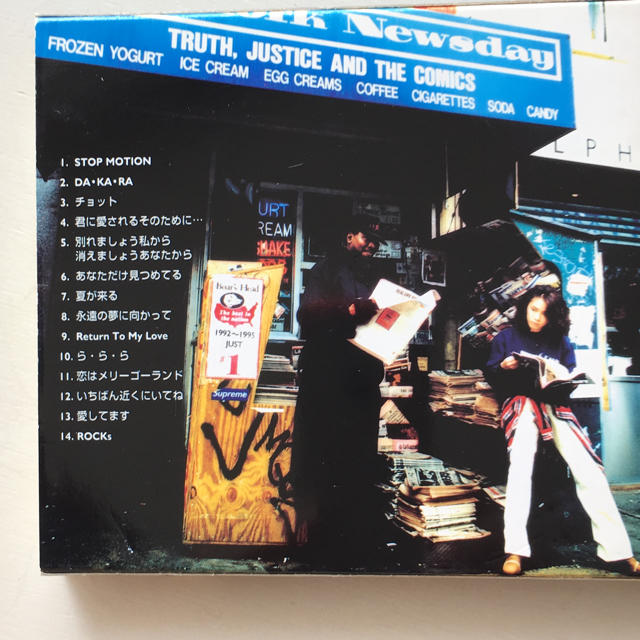 Newsday
TRUTH, JUSTICE AND THE COMICS
FROZEN YOGURT ICE CREAM EGG CREAMS COFFEE CIGARETTES SODA CANDY
LPH
1. STOP MOTION
2. DA・KA・RA
3. チョット
4. 君に愛されるそのために…
5. 別れましょう私から
消えましょうあなたから
6. あなただけ見つめてる
7. 夏が来る
8. 永遠の夢に向かって
9. Return To My Love
10. ら・ら・ら
11. 恋はメリーゴーランド
12. いちばん近くにいてね
13. 愛してます
14. ROCKs
URT
REAM
HAKE
Boar's Head
The best in
the nation
1992~1995
JUST
#1
Supreme